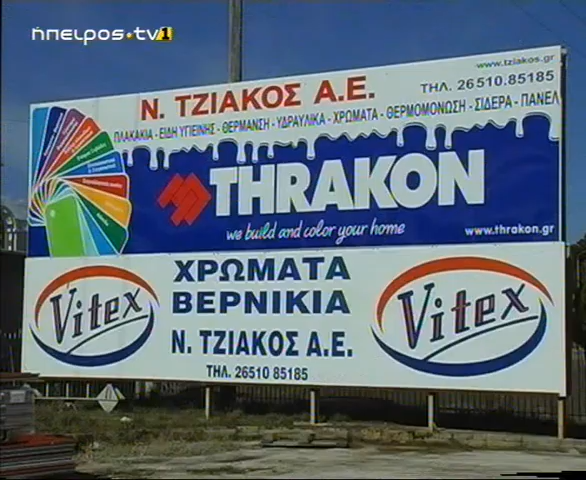 ήπειρος.tv1
www.tziakos.gr
Ν. ΤΖΙΑΚΟΣ Α.Ε.
ΤΗΛ. 26510.85185
ΠΛΑΚΑΚΙΑ - ΕΙΔΗ ΥΓΙΕΙΝΗΣ - ΘΕΡΜΑΝΣΗ - ΥΔΡΑΥΛΙΚΑ - ΧΡΩΜΑΤΑ - ΘΕΡΜΟΜΟΝΩΣΗ - ΣΙΔΕΡΑ - ΠΑΝΕΛ
THRAKON
we build and color your home
www.thrakon.gr
Vitex
ΧΡΩΜΑΤΑ
ΒΕΡΝΙΚΙΑ
Ν. ΤΖΙΑΚΟΣ Α.Ε.
ΤΗΛ. 26510 85185
Vitex